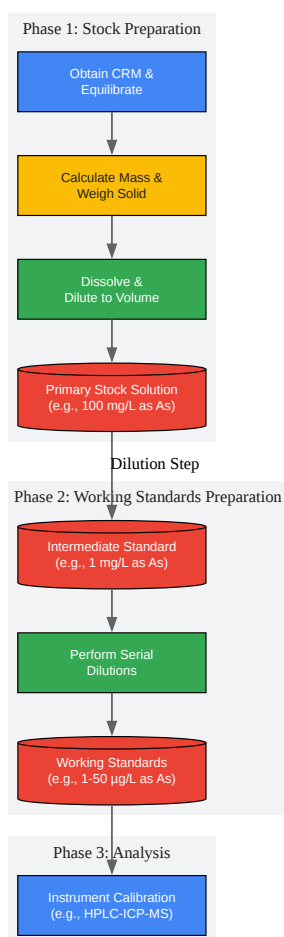 Phase 1: Stock Preparation
Obtain CRM &
Equilibrate
Calculate Mass &
Weigh Solid
Dissolve &
Dilute to Volume
Primary Stock Solution
(e.g., 100 mg/L as As)
Dilution Step
Phase 2: Working Standards Preparation
Intermediate Standard
(e.g., 1 mg/L as As)
Perform Serial
Dilutions
Working Standards
(e.g., 1-50 µg/L as As)
Phase 3: Analysis
Instrument Calibration
(e.g., HPLC-ICP-MS)